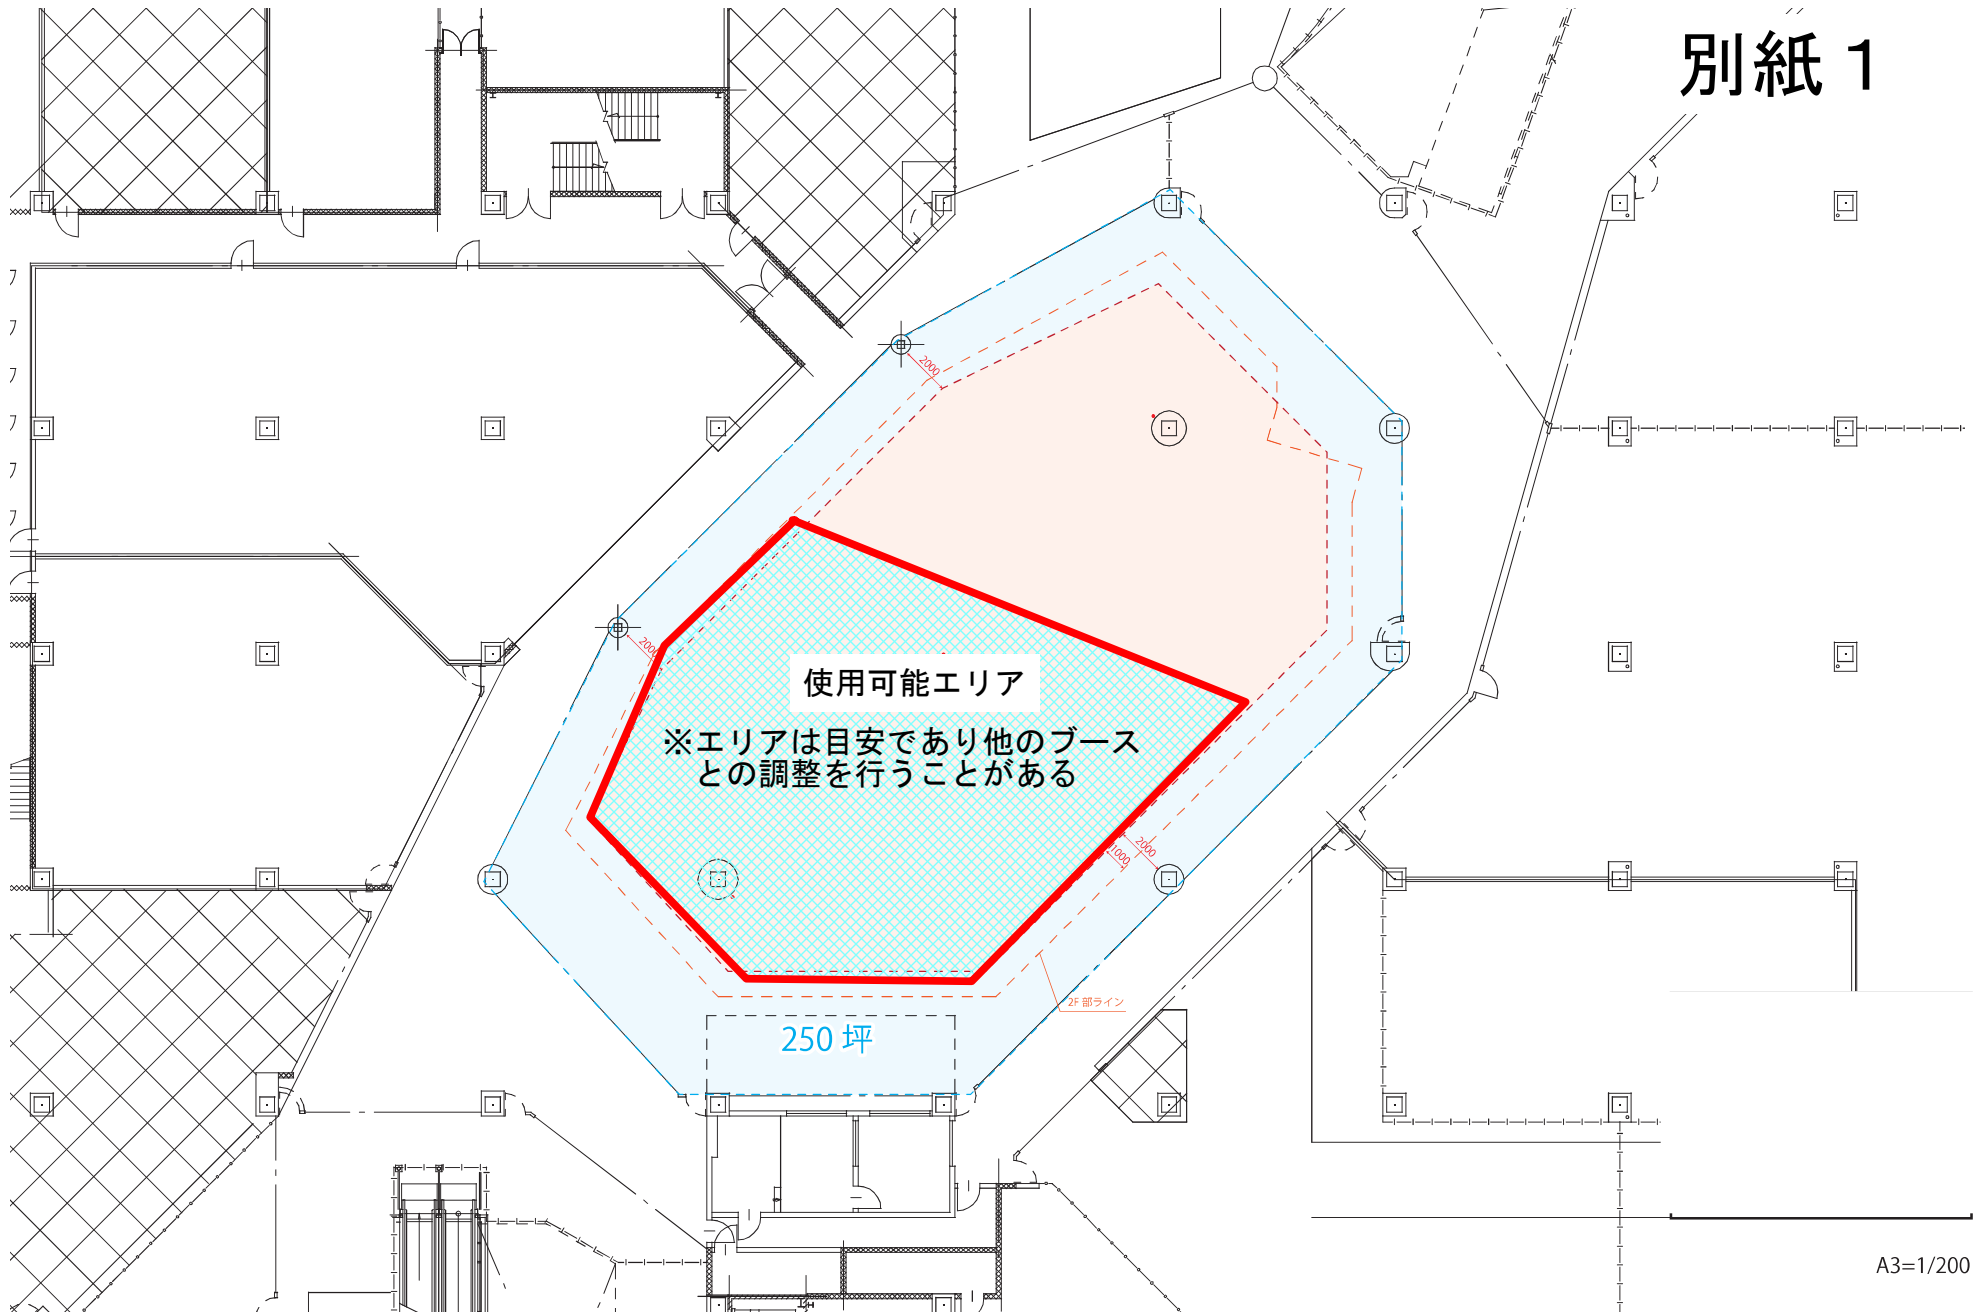 別紙1
2000
2000
使用可能エリア
※エリアは目安であり他のブース
との調整を行うことがある
2000
1000
2F 部ライン
250 坪
A3=1/200